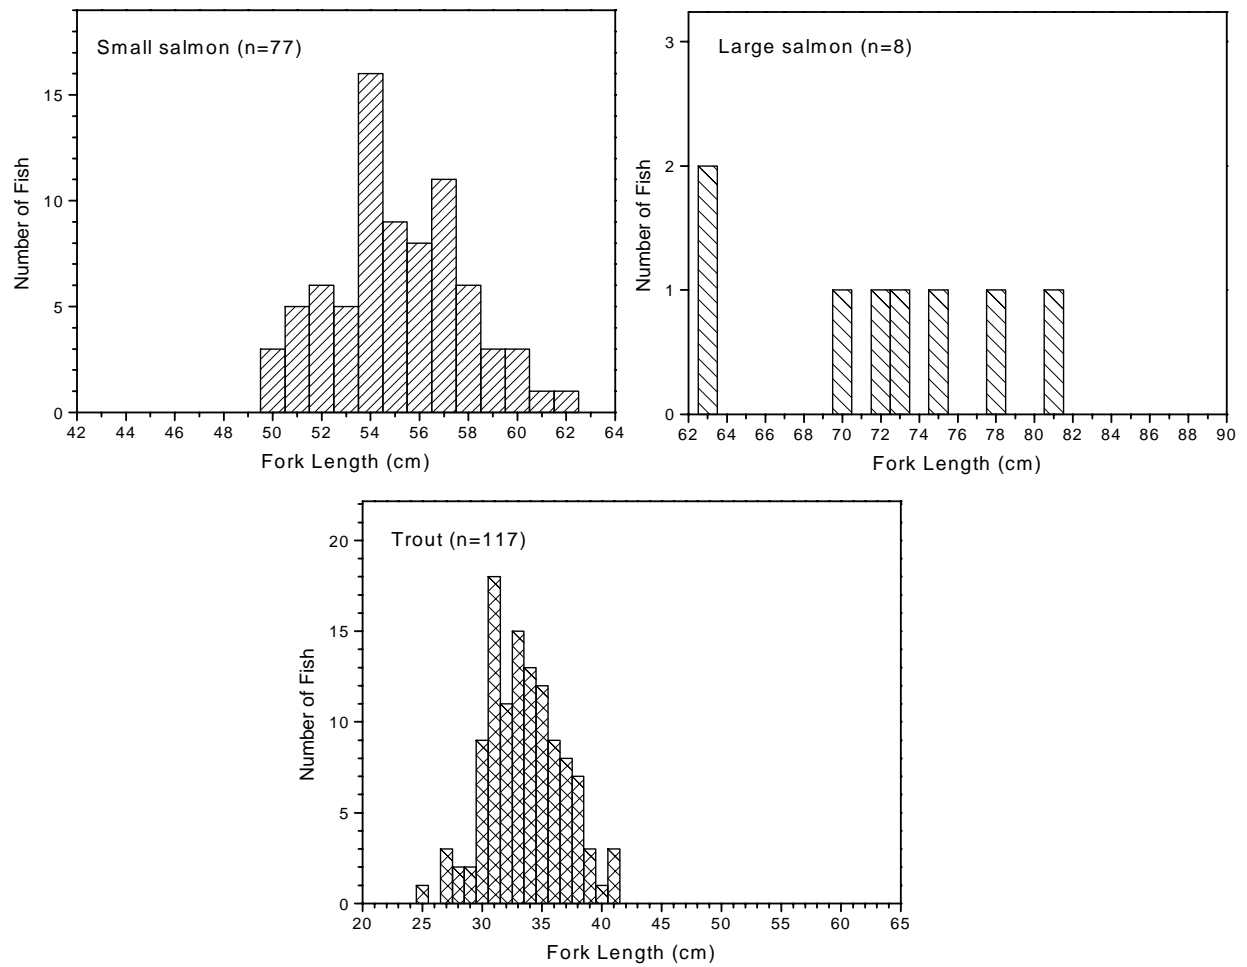 Small salmon (n=77)
15
10
5
0
Number of Fish
42 44 46 48 50 52 54 56 58 60 62 64
Fork Length (cm)
Large salmon (n=8)
3
2
1
0
Number of Fish
62 64 66 68 70 72 74 76 78 80 82 84 86 88 90
Fork Length (cm)
Trout (n=117)
20
15
10
5
0
Number of Fish
20 25 30 35 40 45 50 55 60 65
Fork Length (cm)